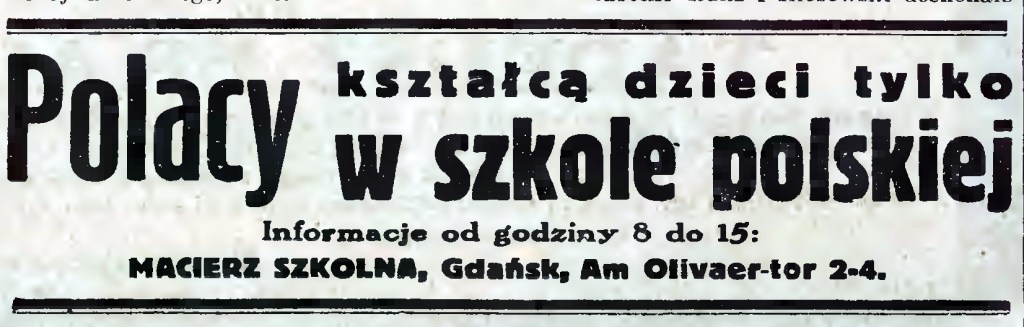 Polacy kształcą dzieci tylko
w szkole polskiej
Informacje od godziny 8 do 15:
MACIERZ SZKOLNA, Gdańsk, Am Olivaer-tor 2-4.